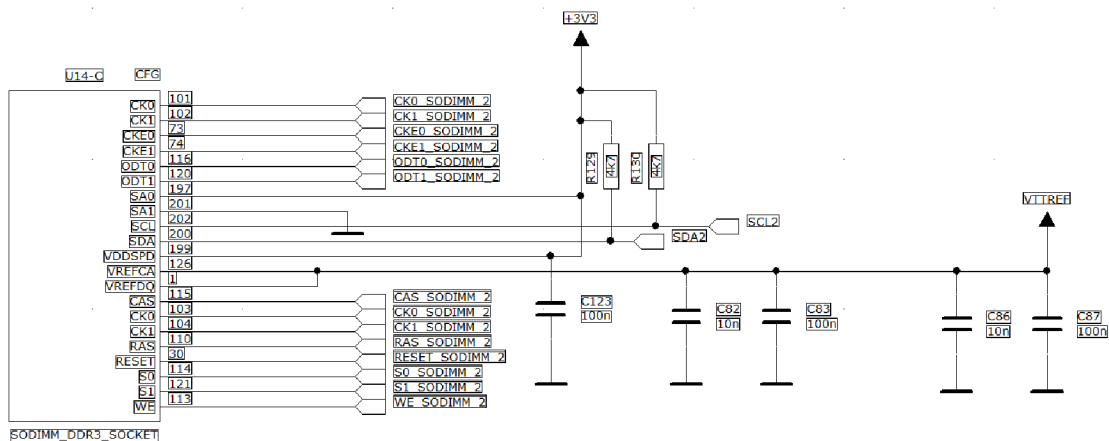 +3V3
U14-C CFG
CK0 101 CK0_SODIMM_2
CK1 102 CK1_SODIMM_2
CKE0 73 CKE0_SODIMM_2
CKE1 74 CKE1_SODIMM_2
ODT0 116 ODT0_SODIMM_2
ODT1 120 ODT1_SODIMM_2
R129 4k7 R130 4k7
SA0 197
SA1 201
SCL 202 SCL2
SDA 200 SDA2
VTTREF
VDDSPD 199
VREFCA 126
VREFDQ 1
CAS 115 CAS_SODIMM_2
CK0 103 CK0_SODIMM_2
CK1 104 CK1_SODIMM_2
RAS 110 RAS_SODIMM_2
RESET 30 RESET_SODIMM_2
S0 114 S0_SODIMM_2
S1 121 S1_SODIMM_2
WE 113 WE_SODIMM_2
C123 100n
C82 10n
C83 100n
C86 10n
C87 100n
SODIMM_DDR3_SOCKET